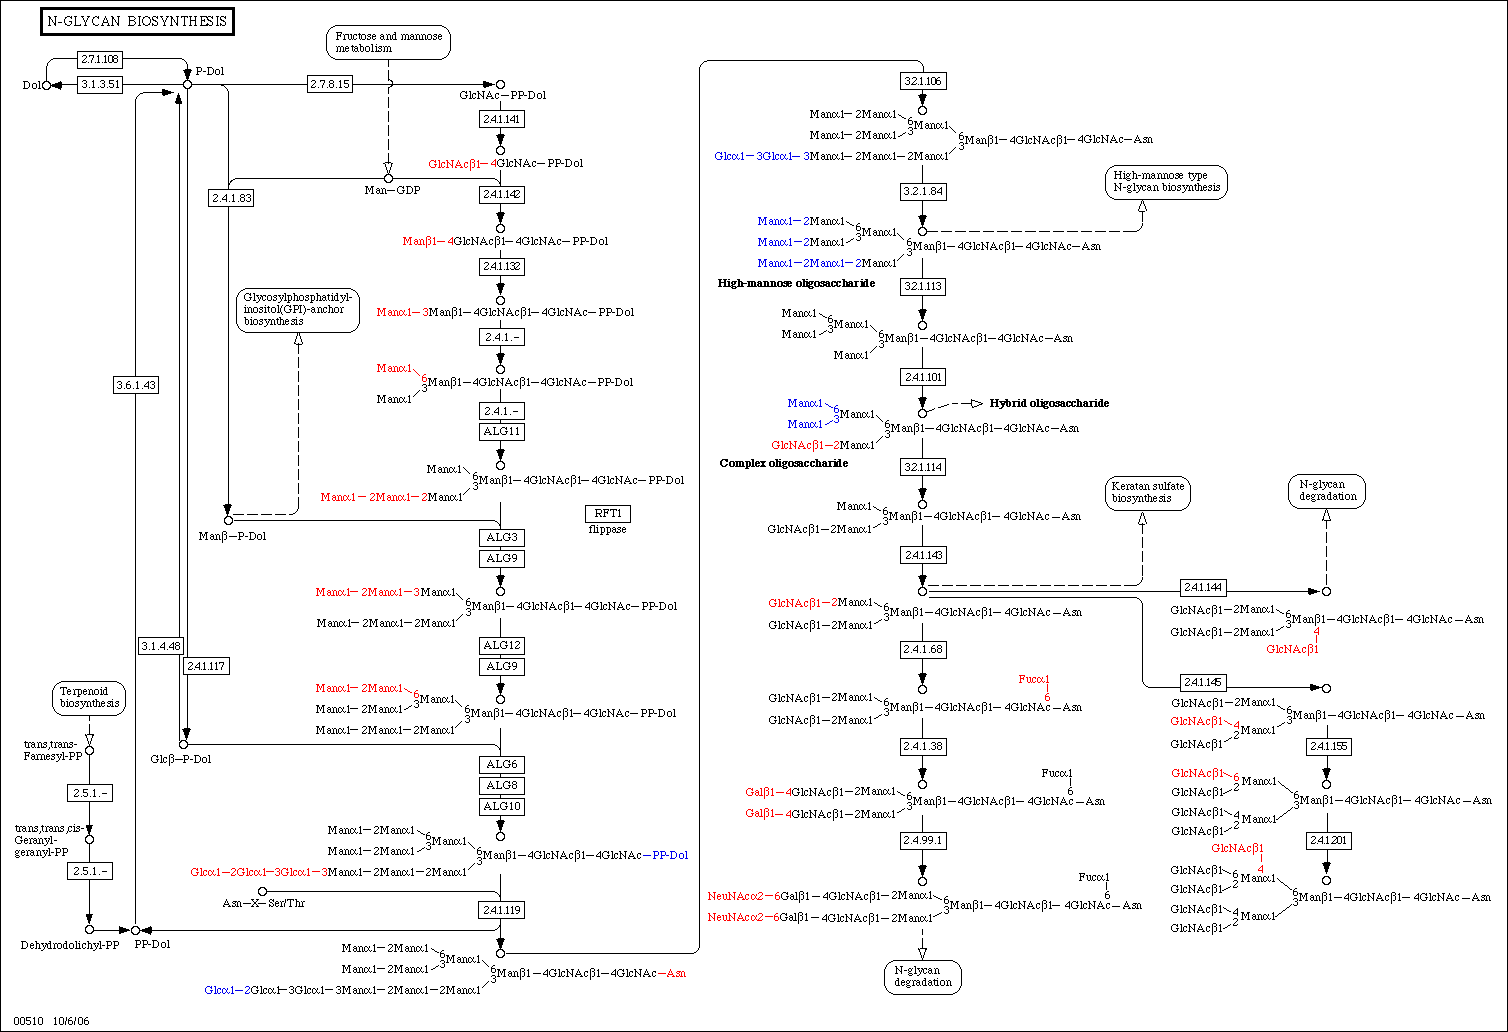 N-GLYCAN BIOSYNTHESIS
Fructose and mannose
metabolism
2.7.1.108
P-Dol
Dol
3.1.3.51
2.7.8.15
GlcNAc—PP-Dol
2.4.1.141
GlcNAcβ1—4GlcNAc—PP-Dol
Man—GDP
2.4.1.83
2.4.1.142
Manβ1—4GlcNAcβ1—4GlcNAc—PP-Dol
2.4.1.132
Glycosylphosphatidyl-
inositol(GPI)-anchor
biosynthesis
Manα1—3Manβ1—4GlcNAcβ1—4GlcNAc—PP-Dol
2.4.1.-
Manα1
6
Manβ1—4GlcNAcβ1—4GlcNAc—PP-Dol
3
Manα1
3.6.1.43
2.4.1.-
ALG11
Manα1
6
Manβ1—4GlcNAcβ1—4GlcNAc—PP-Dol
3
Manα1—2Manα1—2Manα1
RFT1
flippase
Manβ—P-Dol
ALG3
ALG9
Manα1—2Manα1—3Manα1
6
Manβ1—4GlcNAcβ1—4GlcNAc—PP-Dol
3
Manα1—2Manα1—2Manα1
3.1.4.48
2.4.1.117
ALG12
ALG9
Manα1—2Manα1
6
Manα1
Manα1—2Manα1
3
6
Manβ1—4GlcNAcβ1—4GlcNAc—PP-Dol
3
Manα1—2Manα1—2Manα1
Terpenoid
biosynthesis
trans,trans-
Farnesyl-PP
Glcβ—P-Dol
ALG6
ALG8
ALG10
2.5.1.-
trans,trans,cis-
Geranyl-
geranyl-PP
2.5.1.-
Manα1—2Manα1
6
Manα1
Manα1—2Manα1
3
6
Manβ1—4GlcNAcβ1—4GlcNAc—PP-Dol
3
Glcα1—2Glcα1—3Glcα1—3Manα1—2Manα1—2Manα1
Asn—X—Ser/Thr
2.4.1.119
Dehydrodolichyl-PP
PP-Dol
Manα1—2Manα1
6
Manα1
Manα1—2Manα1
3
6
Manβ1—4GlcNAcβ1—4GlcNAc—Asn
3
Glcα1—2Glcα1—3Glcα1—3Manα1—2Manα1—2Manα1
3.2.1.106
Manα1—2Manα1
6
Manα1
Manα1—2Manα1
3
6
Manβ1—4GlcNAcβ1—4GlcNAc—Asn
3
Glcα1—3Glcα1—3Manα1—2Manα1—2Manα1
3.2.1.84
High-mannose type
N-glycan biosynthesis
Manα1—2Manα1
6
Manα1
Manα1—2Manα1
3
6
Manβ1—4GlcNAcβ1—4GlcNAc—Asn
3
Manα1—2Manα1—2Manα1
High-mannose oligosaccharide
3.2.1.113
Manα1
6
Manα1
Manα1
3
6
Manβ1—4GlcNAcβ1—4GlcNAc—Asn
3
Manα1
2.4.1.101
Hybrid oligosaccharide
Manα1
6
Manα1
Manα1
3
6
Manβ1—4GlcNAcβ1—4GlcNAc—Asn
3
GlcNAcβ1—2Manα1
Complex oligosaccharide
3.2.1.114
Manα1
6
Manβ1—4GlcNAcβ1—4GlcNAc—Asn
3
GlcNAcβ1—2Manα1
Keratan sulfate
biosynthesis
N-glycan
degradation
2.4.1.143
2.4.1.144
GlcNAcβ1—2Manα1
6
Manβ1—4GlcNAcβ1—4GlcNAc—Asn
3
GlcNAcβ1—2Manα1
GlcNAcβ1—2Manα1
6
Manβ1—4GlcNAcβ1—4GlcNAc—Asn
3
GlcNAcβ1—2Manα1
4
GlcNAcβ1
2.4.1.68
2.4.1.145
Fucα1
6
GlcNAcβ1—2Manα1
6
Manβ1—4GlcNAcβ1—4GlcNAc—Asn
3
GlcNAcβ1—2Manα1
GlcNAcβ1—2Manα1
6
Manβ1—4GlcNAcβ1—4GlcNAc—Asn
3
GlcNAcβ1
4
Manα1
2
GlcNAcβ1
2.4.1.38
2.4.1.155
Fucα1
6
Galβ1—4GlcNAcβ1—2Manα1
6
Manβ1—4GlcNAcβ1—4GlcNAc—Asn
3
Galβ1—4GlcNAcβ1—2Manα1
GlcNAcβ1
6
Manα1
2
GlcNAcβ1
6
Manβ1—4GlcNAcβ1—4GlcNAc—Asn
3
GlcNAcβ1
4
Manα1
2
GlcNAcβ1
2.4.99.1
2.4.1.201
Fucα1
6
NeuNAcα2—6Galβ1—4GlcNAcβ1—2Manα1
6
Manβ1—4GlcNAcβ1—4GlcNAc—Asn
3
NeuNAcα2—6Galβ1—4GlcNAcβ1—2Manα1
GlcNAcβ1
4
GlcNAcβ1
6
Manα1
2
GlcNAcβ1
6
Manβ1—4GlcNAcβ1—4GlcNAc—Asn
3
GlcNAcβ1
4
Manα1
2
GlcNAcβ1
N-glycan
degradation
00510 10/6/06